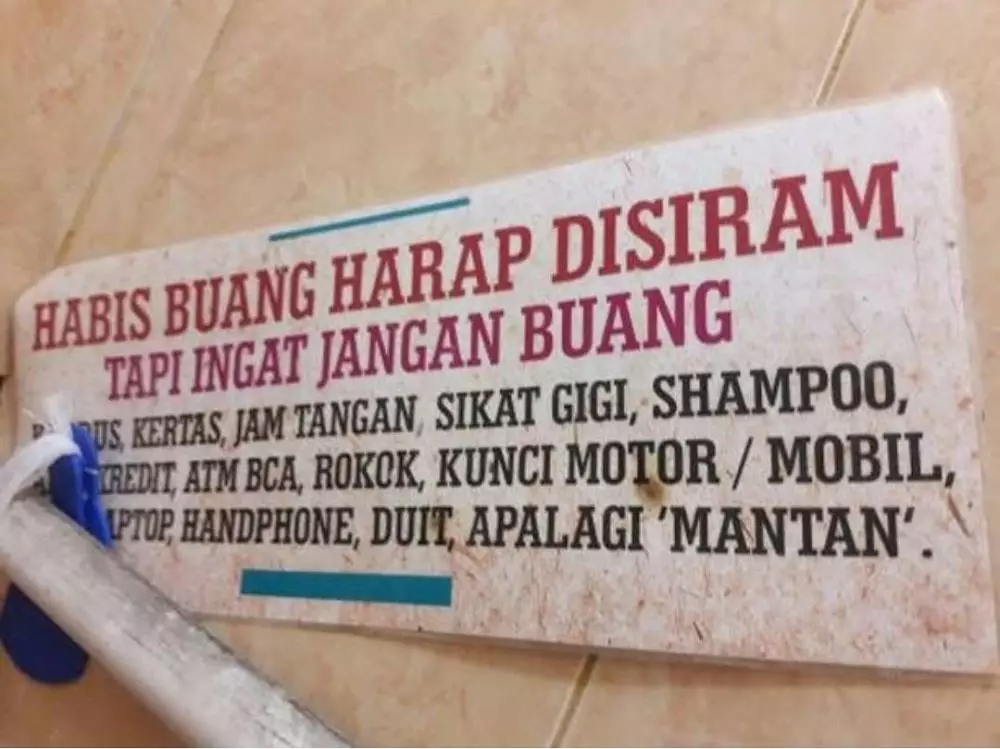 HABIS BUANG HARAP DISIRAM
TAPI INGAT JANGAN BUANG
KERTAS, JAM TANGAN, SIKAT GIGI, SHAMPOO,
KREDIT, ATM BCA, ROKOK, KUNCI MOTOR / MOBIL,
HANDPHONE, DUIT, APALAGI 'MANTAN'.